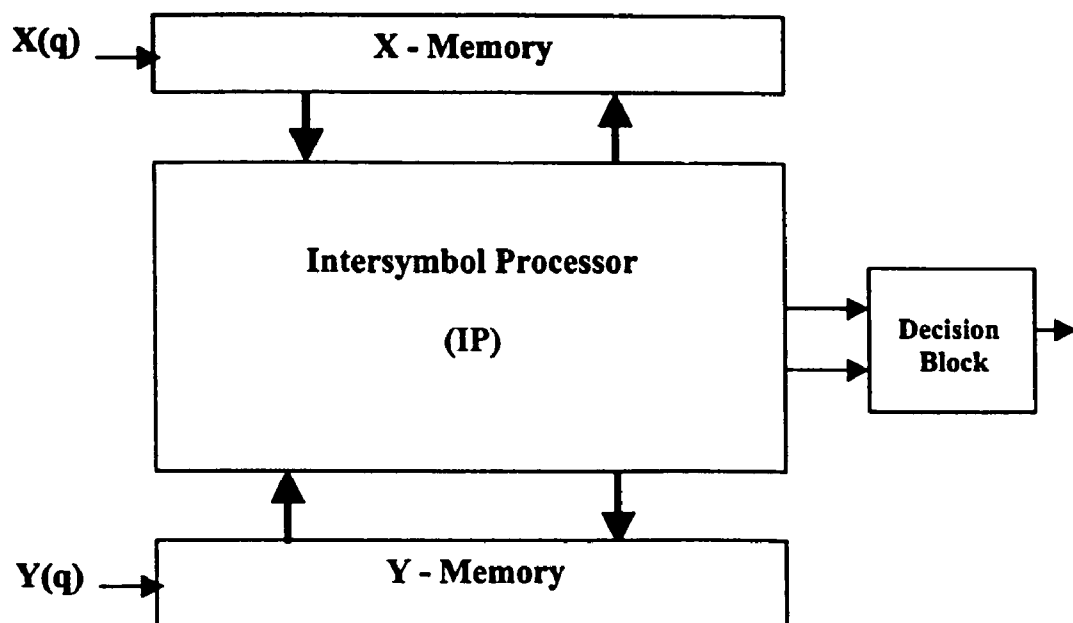 X(q)
X - Memory
Intersymbol Processor
(IP)
Decision
Block
Y(q)
Y - Memory